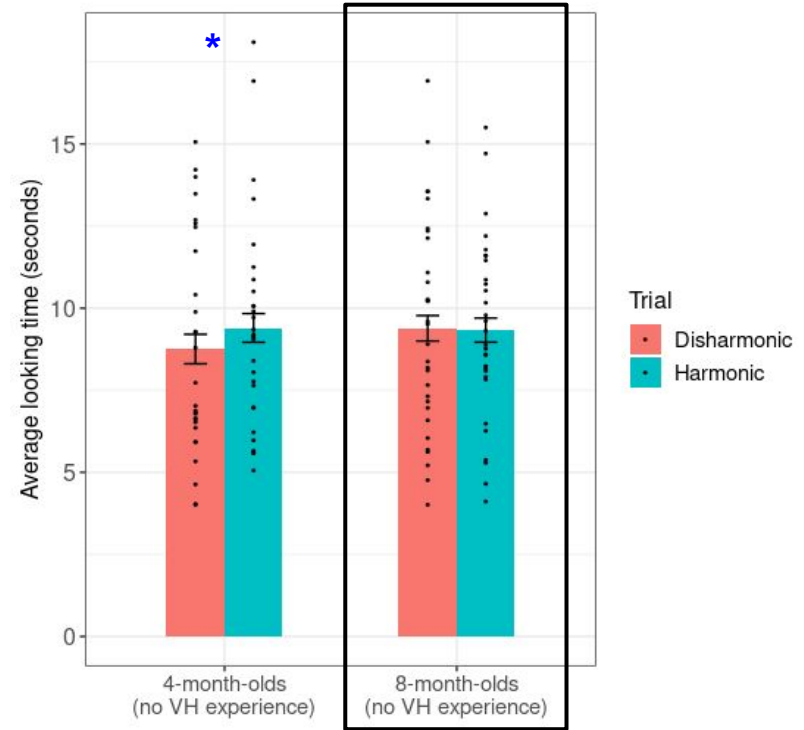 *
15
10
5
0
Average looking time (seconds)
4-month-olds
(no VH experience)
8-month-olds
(no VH experience)
Trial
Disharmonic
Harmonic